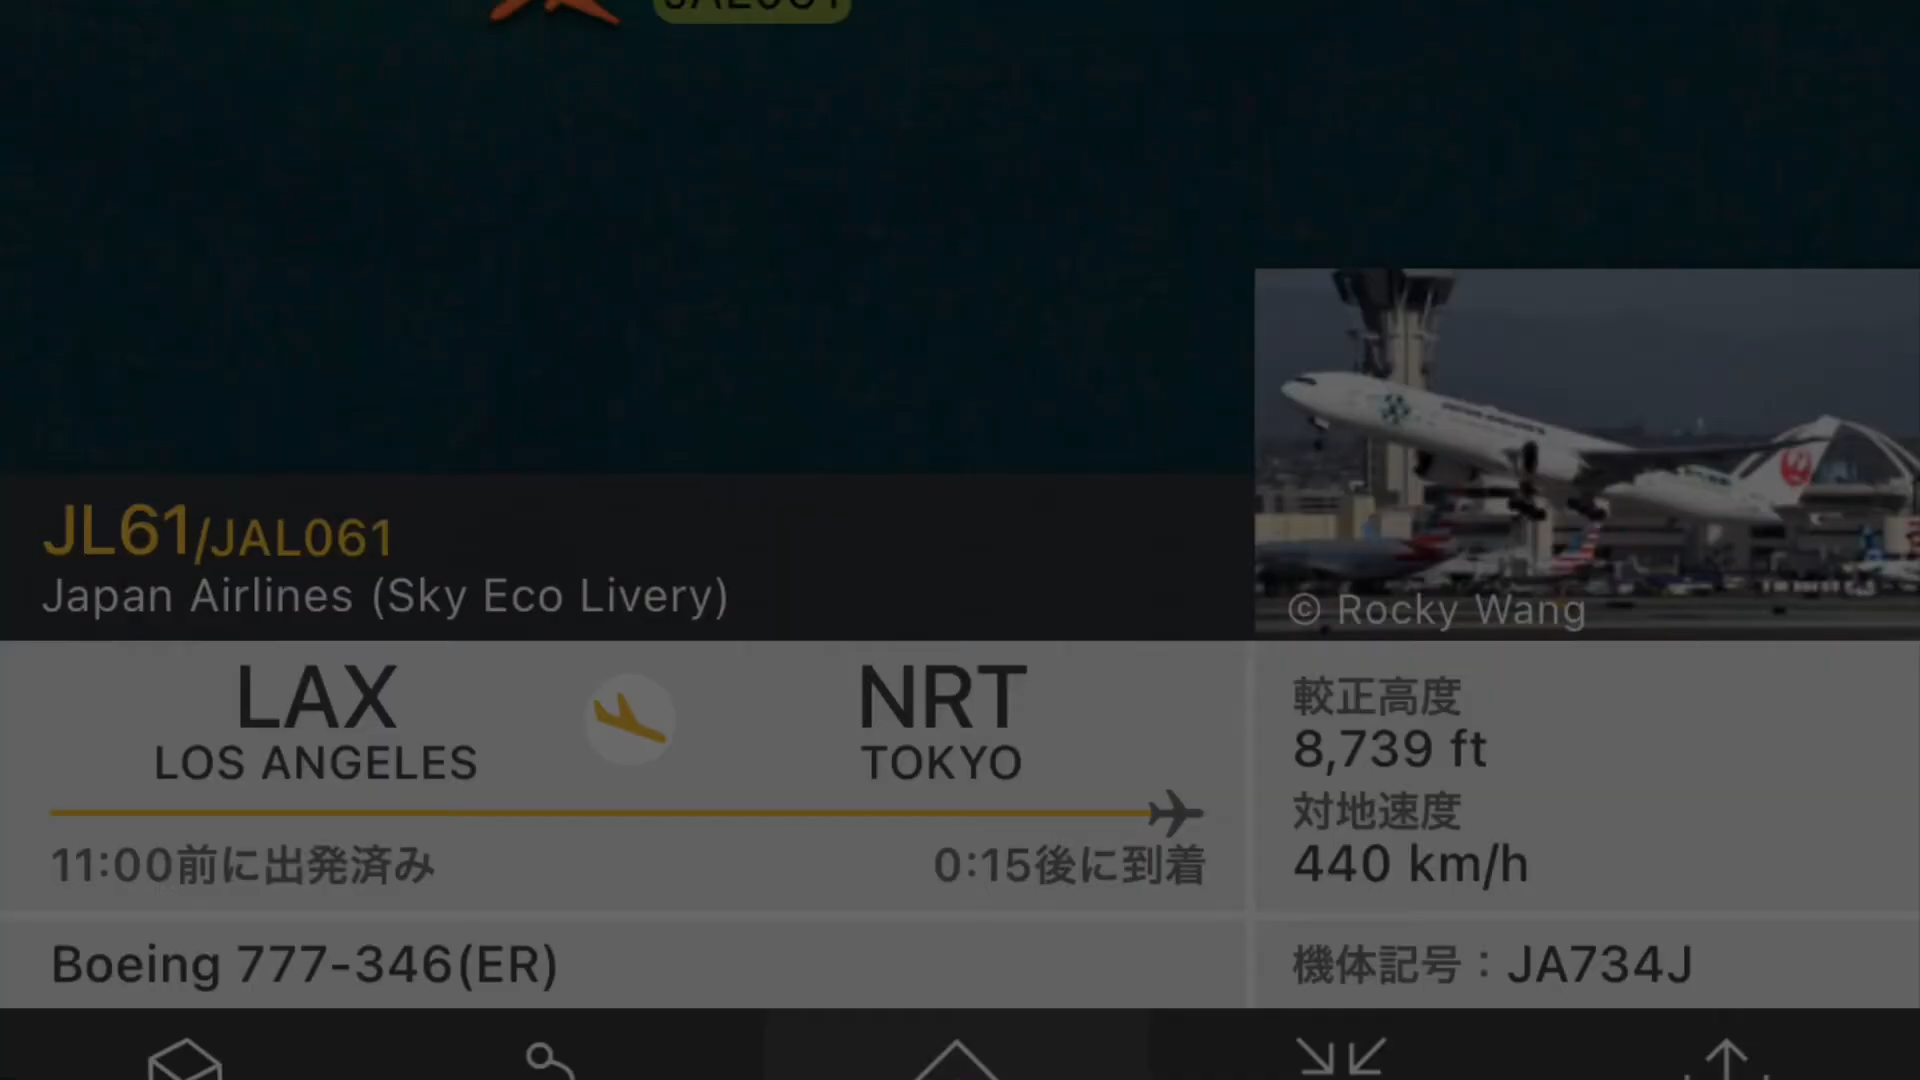 JAL061
JL61/JAL061
Japan Airlines (Sky Eco Livery)
© Rocky Wang
LAX
LOS ANGELES
NRT
TOKYO
11:00前に出発済み
0:15後に到着
較正高度
8,739 ft
対地速度
440 km/h
Boeing 777-346(ER)
機体記号：JA734J